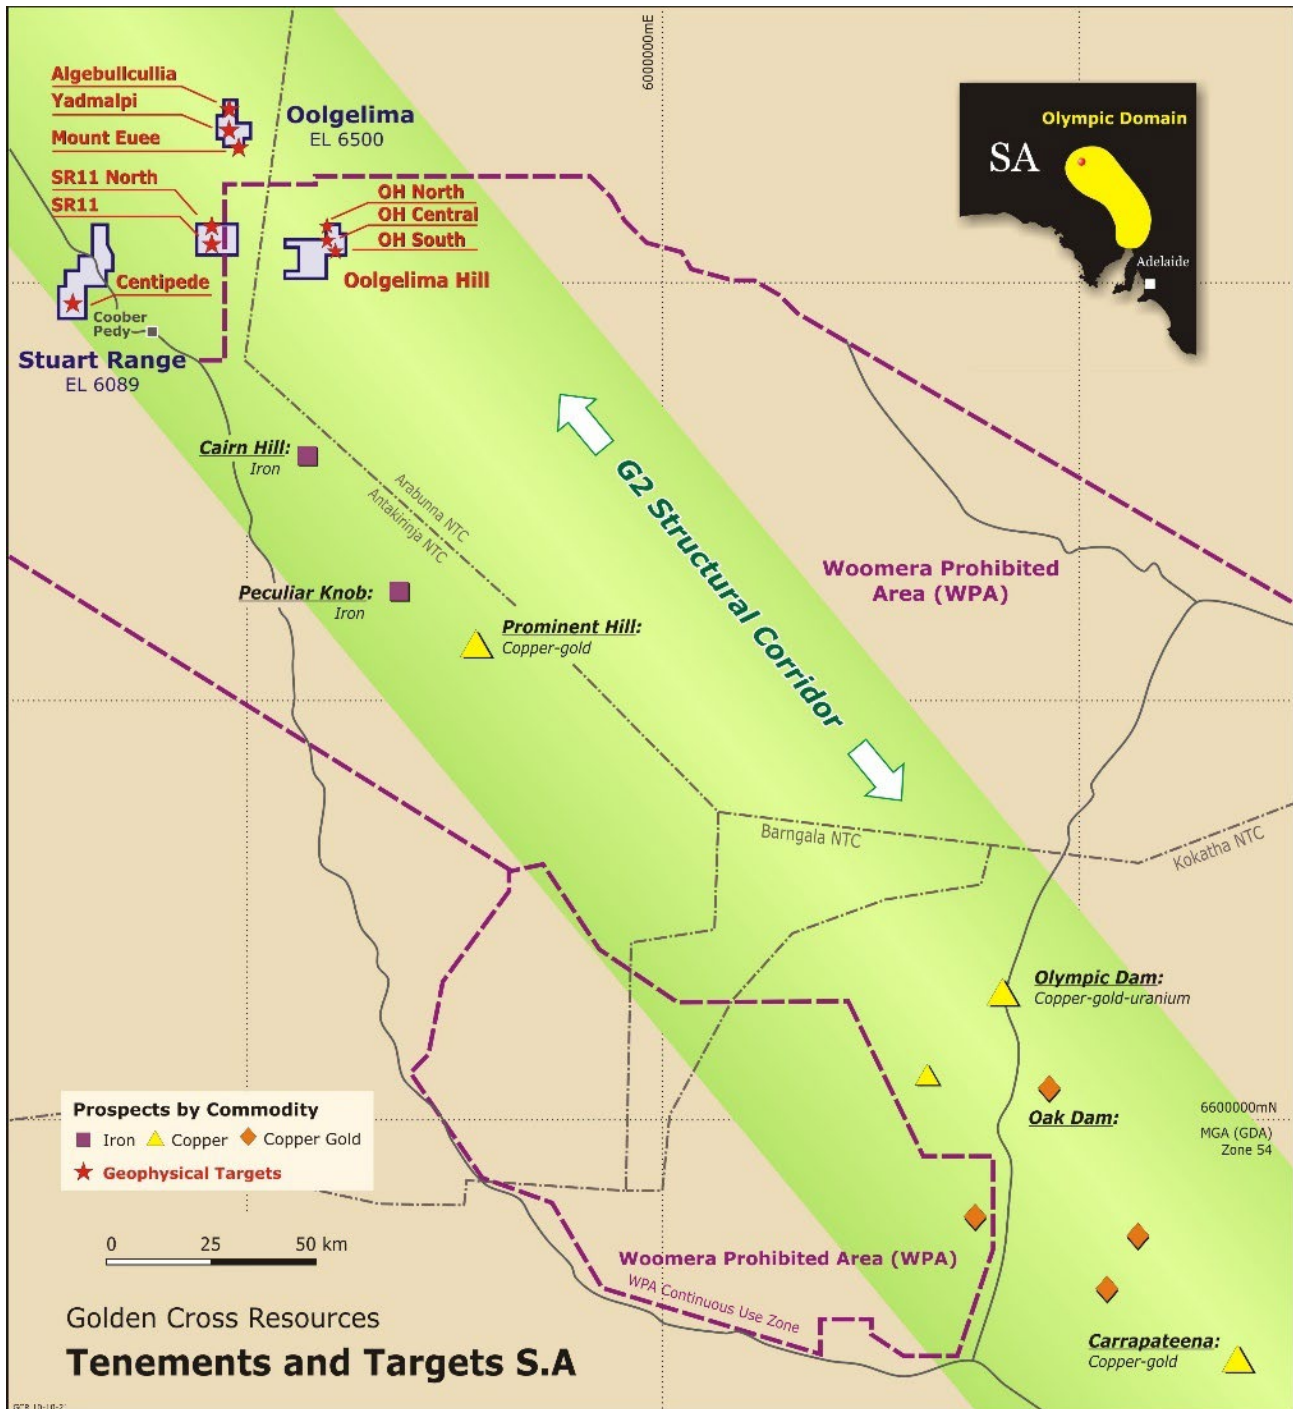 Algebullcullia
Yadmalpi
Mount Euee
SR11 North
SR11
Centipede
Coober
Pedy
Stuart Range
EL 6089
Oolgelima
EL 6500
OH North
OH Central
OH South
Oolgelima Hill
6000000mE
Olympic Domain
SA
Adelaide
Cairn Hill:
Iron
Arabunna NTC
Antakirinja NTC
Peculiar Knob:
Iron
Prominent Hill:
Copper-gold
G2 Structural Corridor
Woomera Prohibited
Area (WPA)
Barngala NTC
Kokatha NTC
Olympic Dam:
Copper-gold-uranium
Oak Dam:
6600000mN
MGA (GDA)
Zone 54
Prospects by Commodity
Iron Copper Copper Gold
Geophysical Targets
0 25 50 km
Woomera Prohibited Area (WPA)
WPA Continuous Use Zone
Carrapateena:
Copper-gold
Golden Cross Resources
Tenements and Targets S.A